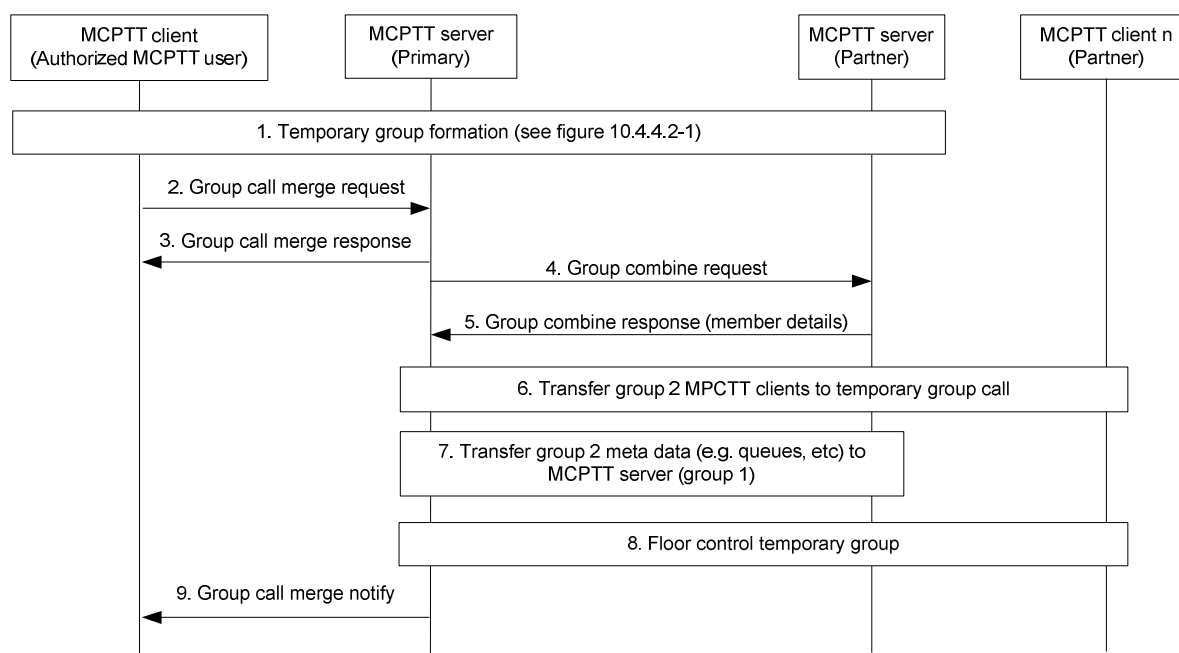 MCPTT client
(Authorized MCPTT user)
MCPTT server
(Primary)
MCPTT server
(Partner)
MCPTT client n
(Partner)
1. Temporary group formation (see figure 10.4.4.2-1)
2. Group call merge request
3. Group call merge response
4. Group combine request
5. Group combine response (member details)
6. Transfer group 2 MPCTT clients to temporary group call
7. Transfer group 2 meta data (e.g. queues, etc) to
MCPTT server (group 1)
8. Floor control temporary group
9. Group call merge notify